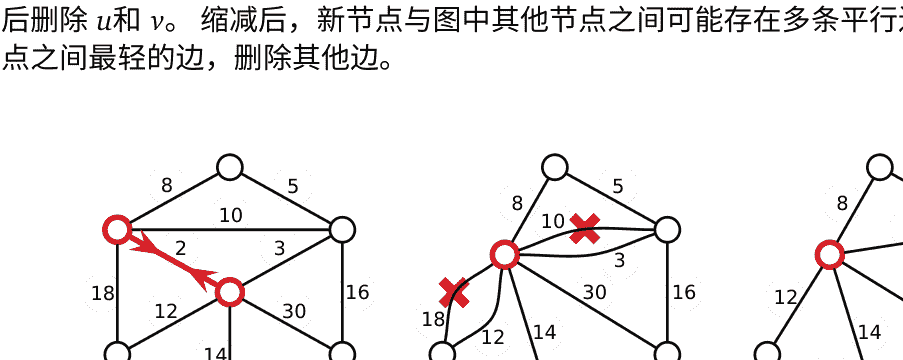 后删除 u和 v。 缩减后，新节点与图中其他节点之间可能存在多条平行
点之间最轻的边，删除其他边。
8 5 8 5 8
10 10
2 3 3
18 12 30 16 18 12 30 16 12
14 14 14